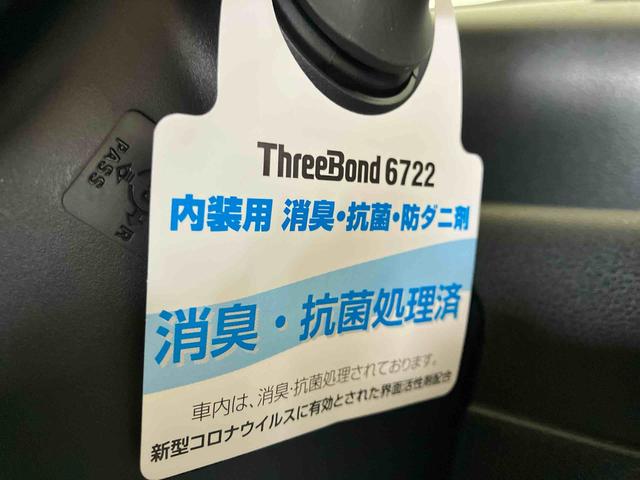 ThreeBond 6722
内装用 消臭・抗菌・防ダニ剤
消臭・抗菌処理済
車内は、消臭・抗菌処理されております。
新型コロナウイルスに有効とされた界面活性剤配合
PASS